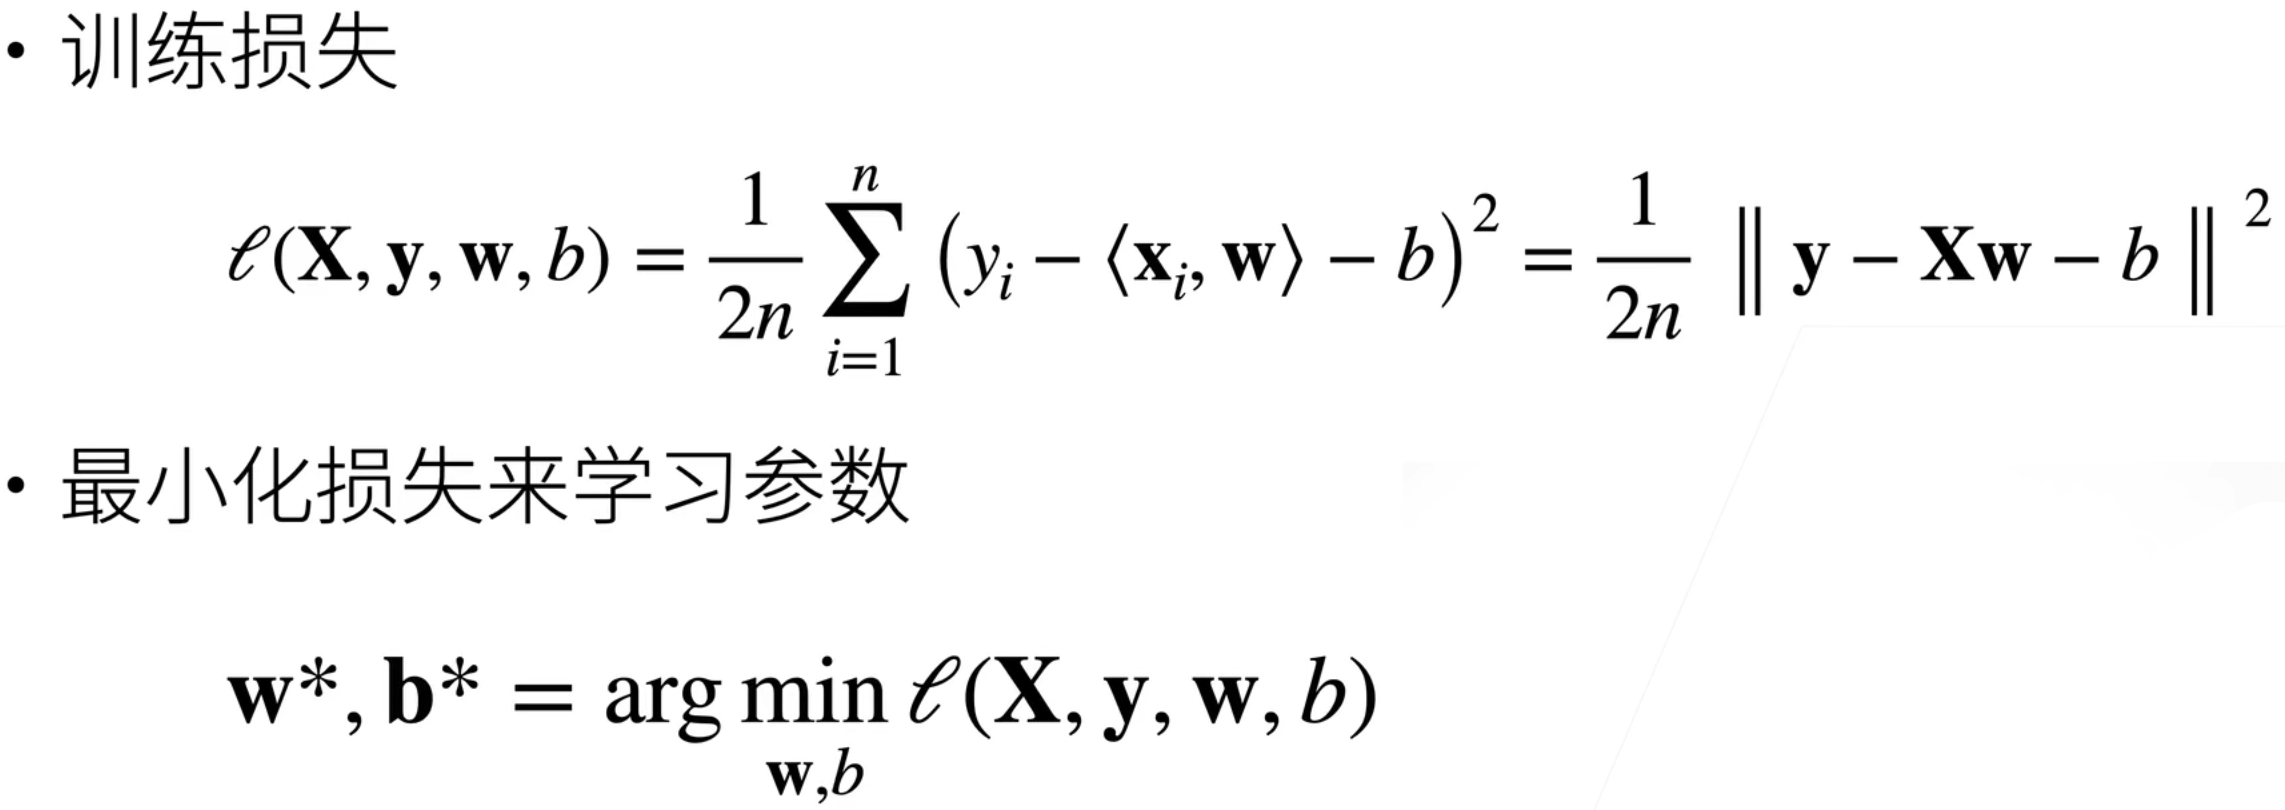 • 训练损失
ℓ(X, y, w, b) = 1/2n ∑_{i=1}^{n} (y_i − ⟨x_i, w⟩ − b)² = 1/2n ‖ y − Xw − b ‖²
• 最小化损失来学习参数
w*, b* = arg min_{w,b} ℓ(X, y, w, b)